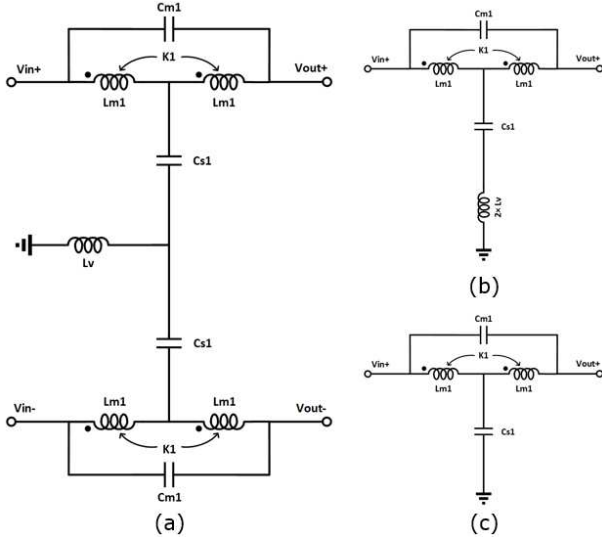 Cm1
K1
Vin+
Vout+
Lm1
Lm1
Cs1
Lv
Cs1
Lm1
Lm1
Vin-
Vout-
K1
Cm1
(a)
Cm1
K1
Vin+
Vout+
Lm1
Lm1
Cs1
2× Lv
(b)
Cm1
K1
Vin+
Vout+
Lm1
Lm1
Cs1
(c)